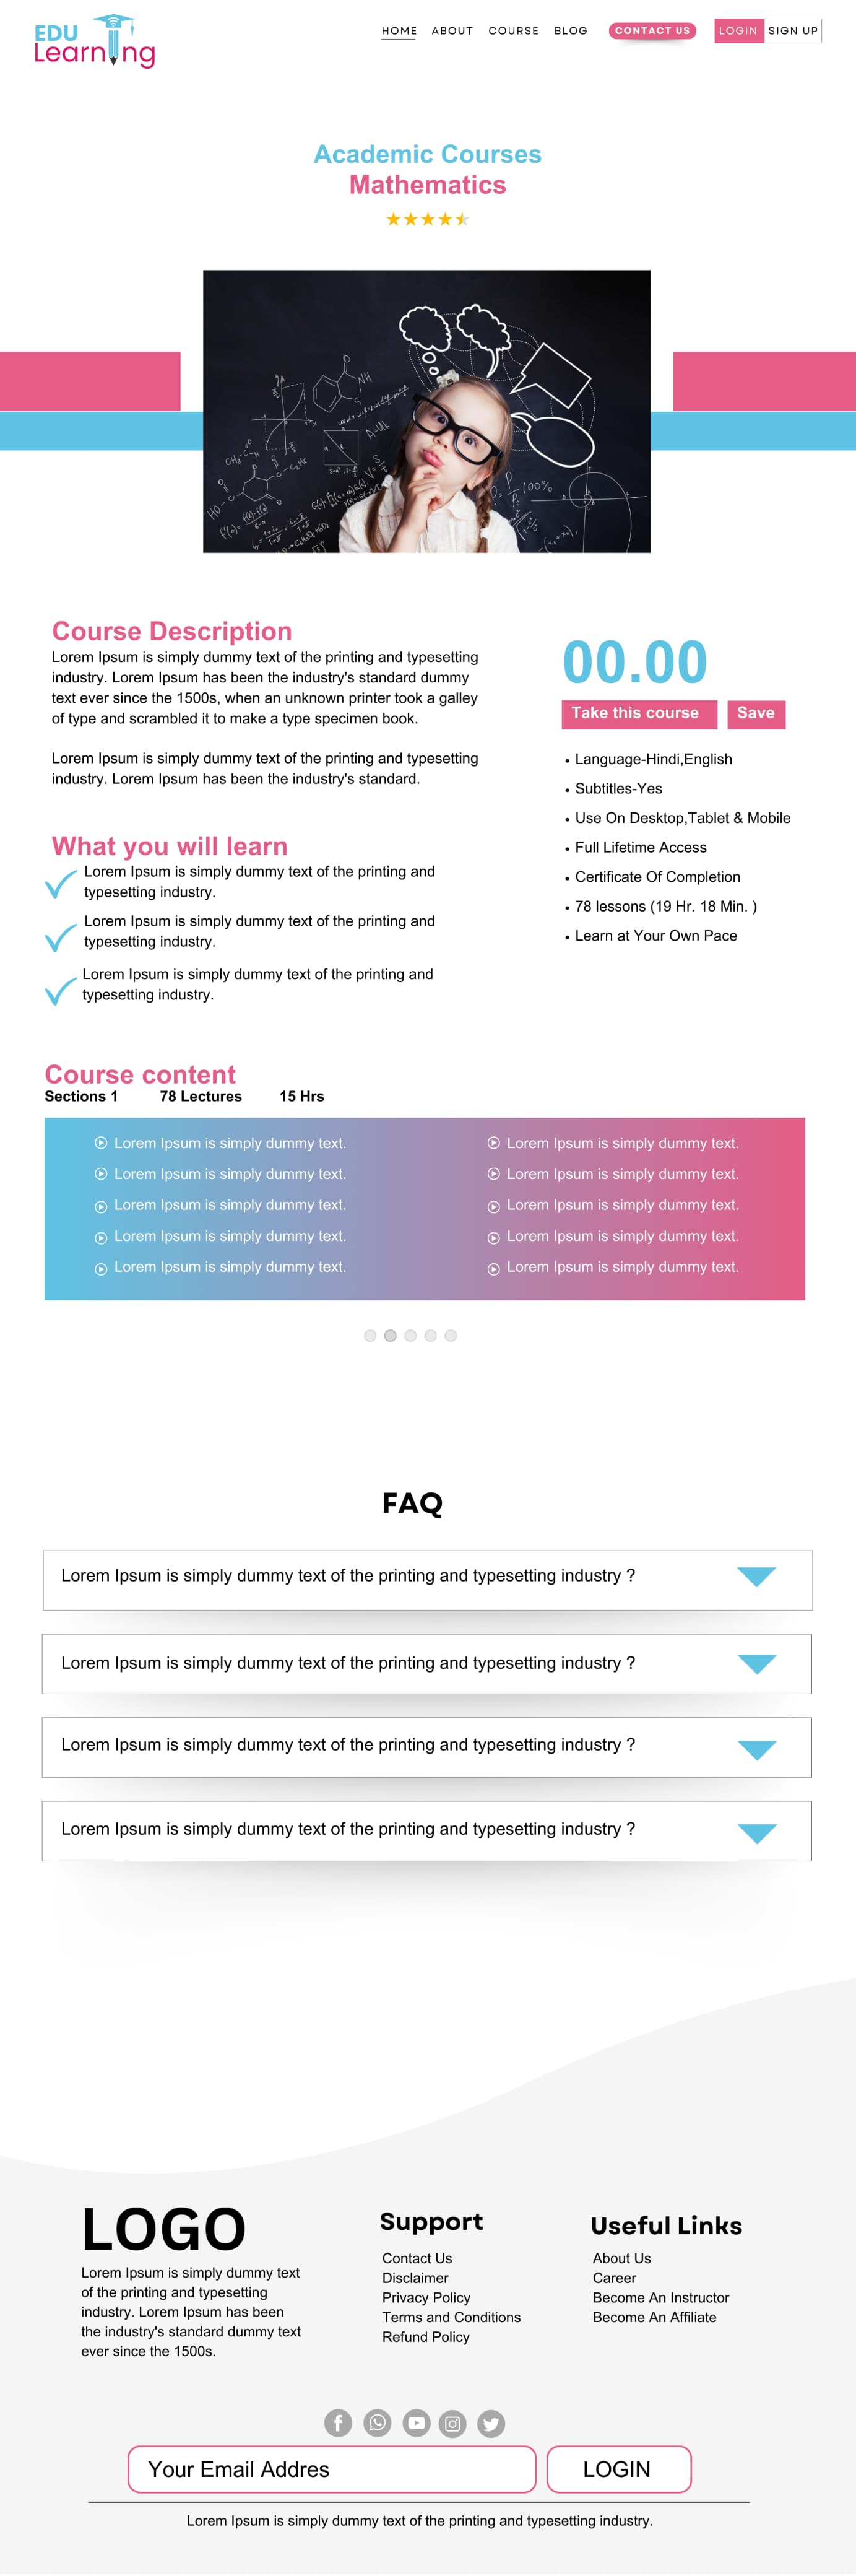 EDU
Learning
HOME ABOUT COURSE BLOG CONTACT US LOGIN SIGN UP
Academic Courses
Mathematics
Course Description
Lorem Ipsum is simply dummy text of the printing and typesetting
industry. Lorem Ipsum has been the industry's standard dummy
text ever since the 1500s, when an unknown printer took a galley
of type and scrambled it to make a type specimen book.
Lorem Ipsum is simply dummy text of the printing and typesetting
industry. Lorem Ipsum has been the industry's standard.
What you will learn
Lorem Ipsum is simply dummy text of the printing and
typesetting industry.
Lorem Ipsum is simply dummy text of the printing and
typesetting industry.
Lorem Ipsum is simply dummy text of the printing and
typesetting industry.
00.00
Take this course Save
Language-Hindi,English
Subtitles-Yes
Use On Desktop,Tablet & Mobile
Full Lifetime Access
Certificate Of Completion
78 lessons (19 Hr. 18 Min. )
Learn at Your Own Pace
Course content
Sections 1 78 Lectures 15 Hrs
Lorem Ipsum is simply dummy text. Lorem Ipsum is simply dummy text.
Lorem Ipsum is simply dummy text. Lorem Ipsum is simply dummy text.
Lorem Ipsum is simply dummy text. Lorem Ipsum is simply dummy text.
Lorem Ipsum is simply dummy text. Lorem Ipsum is simply dummy text.
Lorem Ipsum is simply dummy text. Lorem Ipsum is simply dummy text.
FAQ
Lorem Ipsum is simply dummy text of the printing and typesetting industry ?
Lorem Ipsum is simply dummy text of the printing and typesetting industry ?
Lorem Ipsum is simply dummy text of the printing and typesetting industry ?
Lorem Ipsum is simply dummy text of the printing and typesetting industry ?
LOGO
Lorem Ipsum is simply dummy text
of the printing and typesetting
industry. Lorem Ipsum has been
the industry's standard dummy text
ever since the 1500s.
Support
Contact Us
Disclaimer
Privacy Policy
Terms and Conditions
Refund Policy
Useful Links
About Us
Career
Become An Instructor
Become An Affiliate
Your Email Addres LOGIN
Lorem Ipsum is simply dummy text of the printing and typesetting industry.